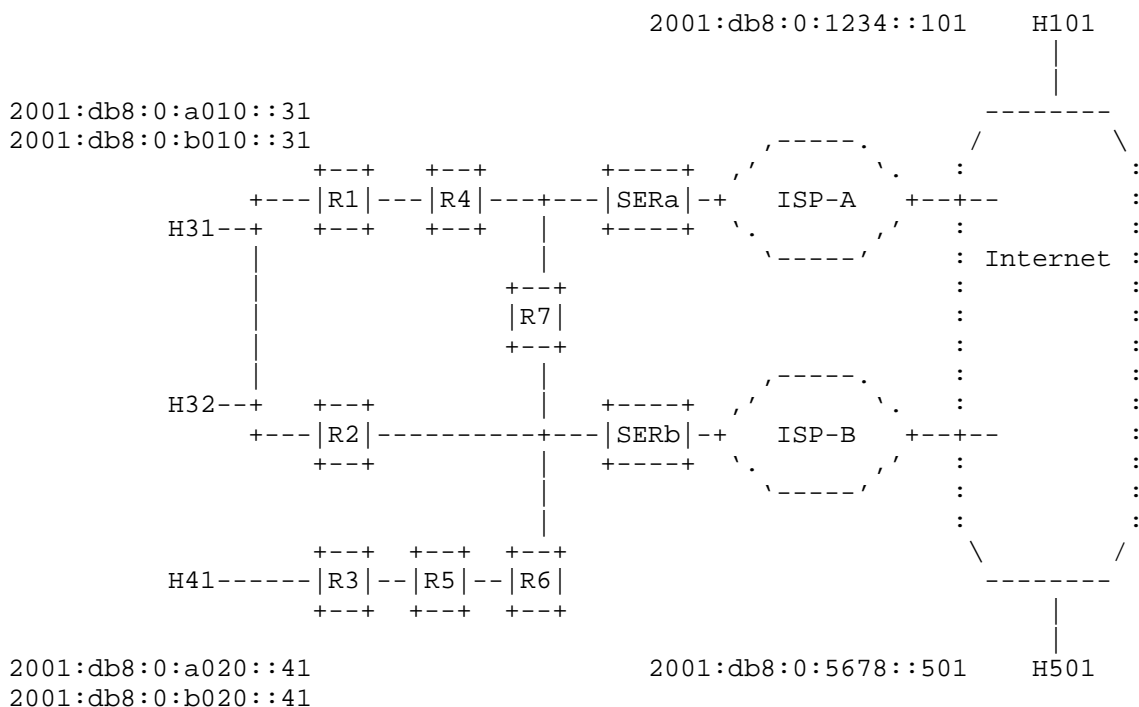 2001:db8:0:1234::101 H101
2001:db8:0:a010::31
2001:db8:0:b010::31
R1 R4 SERa ISP-A
H31
Internet
R7
H32
R2 SERb ISP-B
H41 R3 R5 R6
2001:db8:0:a020::41 2001:db8:0:5678::501 H501
2001:db8:0:b020::41